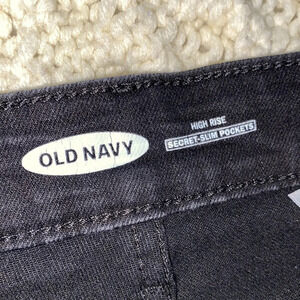 OLD NAVY
HIGH RISE
SECRET-SLIM POCKETS